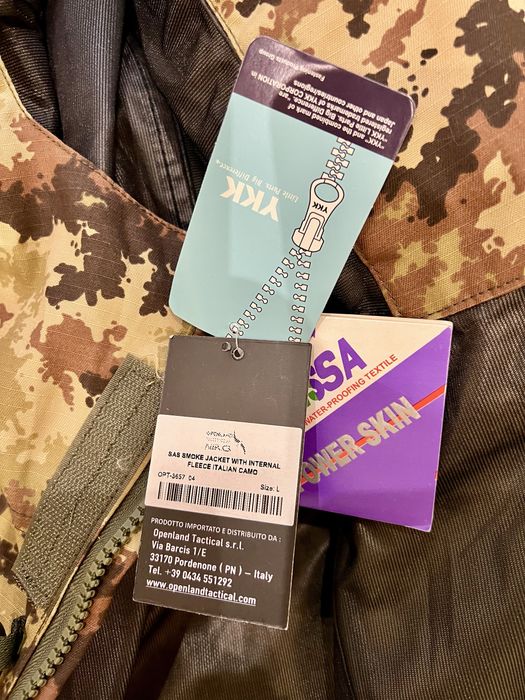 "YKK" and the combined mark of
"YKK Little Parts. Big Difference." are
registered trademarks of YKK CORPORATION in
Japan and other countries/regions
Fastening Products Group
YKK
Little Parts. Big Difference.
YKK
SSA
WATER-PROOFING TEXTILE
POWER SKIN
OPENLAND
SAS SMOKE JACKET WITH INTERNAL
FLEECE ITALIAN CAMO
OPT-3657 04
Size: L
PRODOTTO IMPORTATO E DISTRIBUITO DA :
Openland Tactical s.r.l.
Via Barcis 1/E
33170 Pordenone ( PN ) – Italy
Tel. +39 0434 551292
www.openlandtactical.com